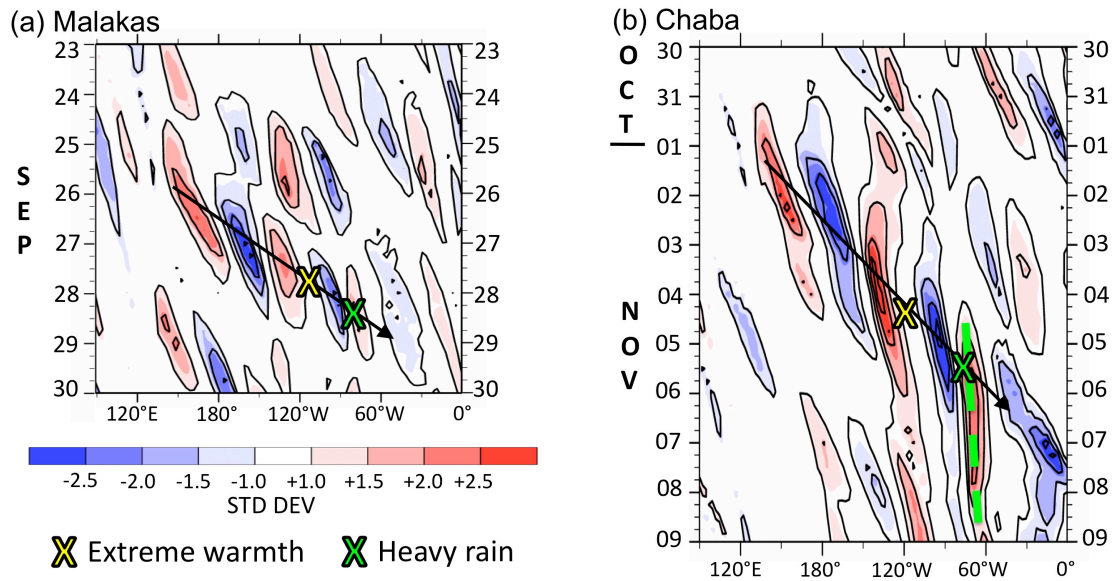 (a) Malakas
23 23
24 24
25 25
S
E
P
26 26
27 27
28 28
29 29
30 30
120°E 180° 120°W 60°W 0°
-2.5 -2.0 -1.5 -1.0 +1.0 +1.5 +2.0 +2.5
STD DEV
X Extreme warmth X Heavy rain
(b) Chaba
30 30
O
C
T
31 31
01 01
02 02
03 03
N
O
V
04 04
05 05
06 06
07 07
08 08
09 09
120°E 180° 120°W 60°W 0°